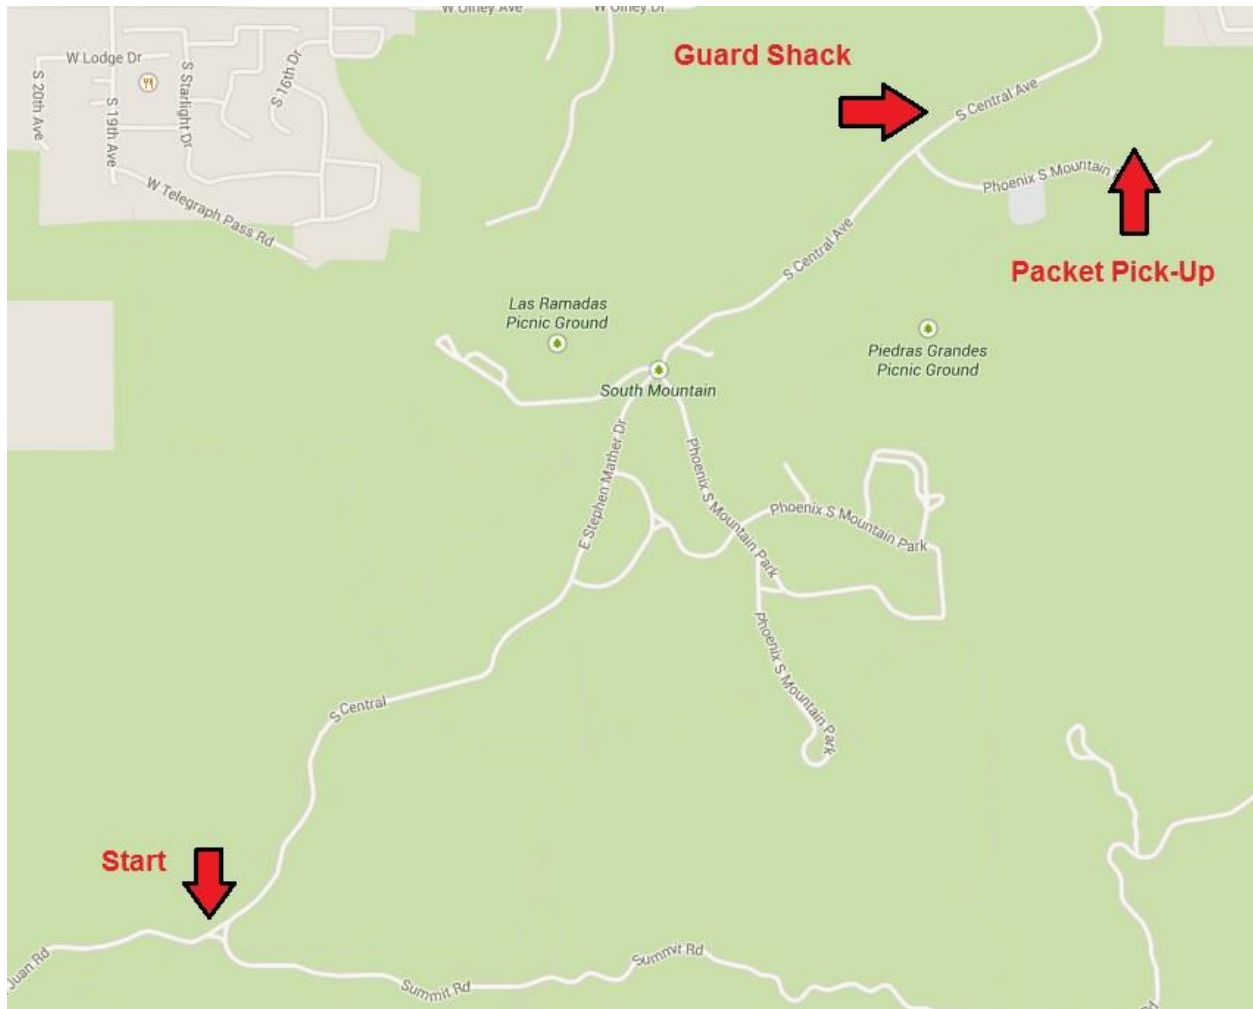 W Olney Ave
W Olney Dr
Guard Shack
W Lodge Dr
S 20th Ave
S 19th Ave
S Starlight Dr
S 16th Dr
S Central Ave
Phoenix S Mountain
W Telegraph Pass Rd
S Central Ave
Packet Pick-Up
Las Ramadas
Picnic Ground
Piedras Grandes
Picnic Ground
South Mountain
E Stephen Mather Dr
Phoenix S Mountain Park
Phoenix S Mountain Park
Phoenix S Mountain Park
S Central
Start
Juan Rd
Summit Rd
Summit Rd
Rd